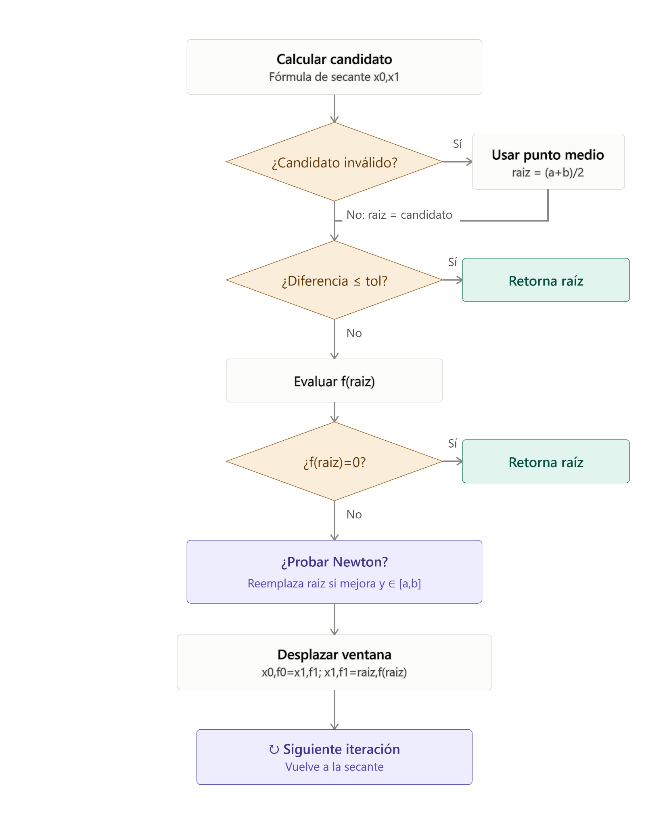 Calcular candidato
Fórmula de secante x0,x1
¿Candidato inválido?
Sí
Usar punto medio
raiz = (a+b)/2
No: raiz = candidato
¿Diferencia ≤ tol?
Sí
Retorna raíz
No
Evaluar f(raiz)
¿f(raiz)=0?
Sí
Retorna raíz
No
¿Probar Newton?
Reemplaza raiz si mejora y ∈ [a,b]
Desplazar ventana
x0,f0=x1,f1; x1,f1=raiz,f(raiz)
↻ Siguiente iteración
Vuelve a la secante